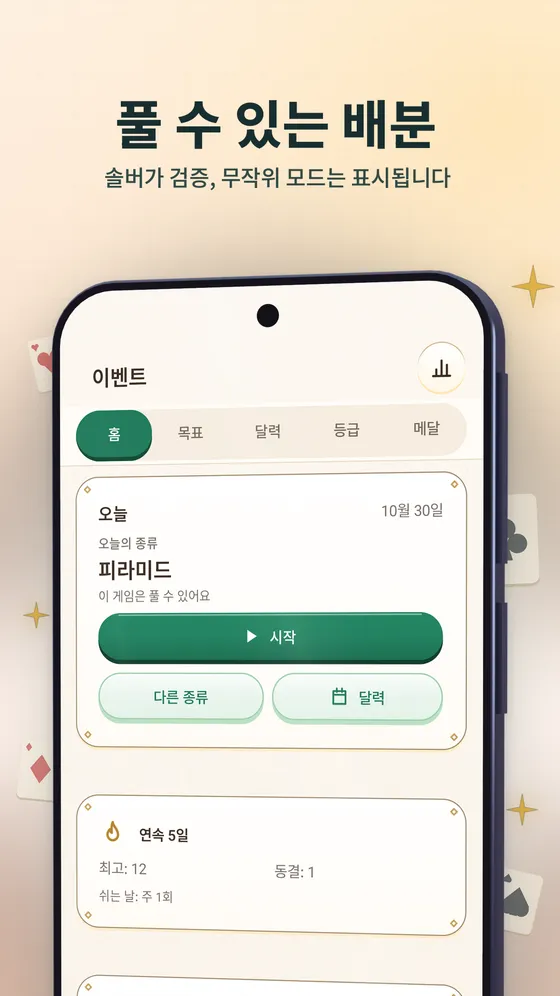 풀 수 있는 배분
솔버가 검증, 무작위 모드는 표시됩니다
이벤트
홈
목표
달력
등급
메달
오늘
10월 30일
오늘의 종류
피라미드
이 게임은 풀 수 있어요
시작
다른 종류
달력
연속 5일
최고: 12
동결: 1
쉬는 날: 주 1회